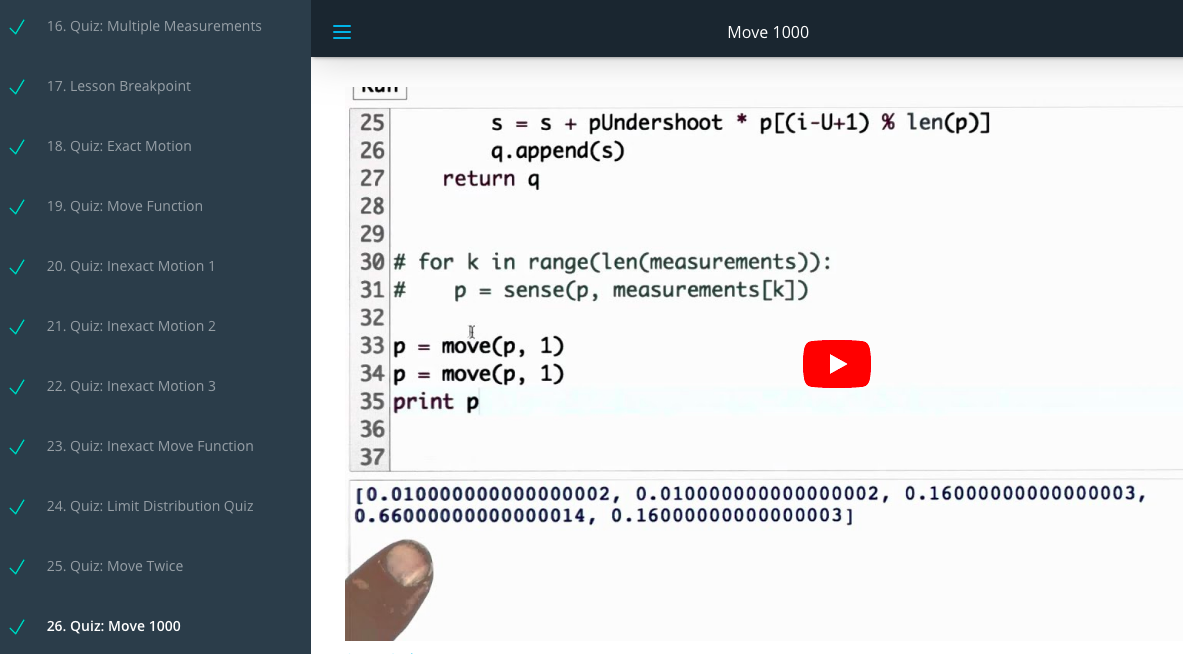 16. Quiz: Multiple Measurements
17. Lesson Breakpoint
18. Quiz: Exact Motion
19. Quiz: Move Function
20. Quiz: Inexact Motion 1
21. Quiz: Inexact Motion 2
22. Quiz: Inexact Motion 3
23. Quiz: Inexact Move Function
24. Quiz: Limit Distribution Quiz
25. Quiz: Move Twice
26. Quiz: Move 1000
Move 1000
Run
25 s = s + pUndershoot * p[(i-U+1) % len(p)]
26 q.append(s)
27 return q
28
29
30 # for k in range(len(measurements)):
31 # p = sense(p, measurements[k])
32
33 p = move(p, 1)
34 p = move(p, 1)
35 print p
36
37
[0.010000000000000002, 0.010000000000000002, 0.16000000000000003,
0.66000000000000014, 0.16000000000000003]